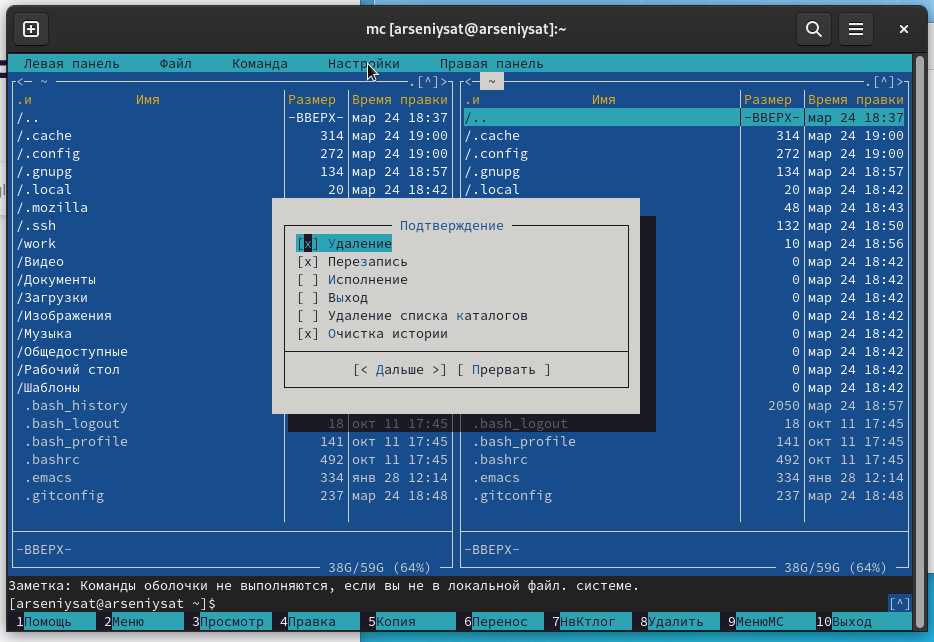 mc [arseniysat@arseniysat]:~
Левая панель Файл Команда Настройки Правая панель
<— ~ .[^]> <— ~ .[^]>
.и Имя Размер Время правки .и Имя Размер Время правки
/.. -ВВЕРХ- мар 24 18:37 /.. -ВВЕРХ- мар 24 18:37
/.cache 314 мар 24 19:00 /.cache 314 мар 24 19:00
/.config 272 мар 24 19:00 /.config 272 мар 24 19:00
/.gnupg 134 мар 24 18:57 /.gnupg 134 мар 24 18:57
/.local 20 мар 24 18:42 /.local 20 мар 24 18:42
/.mozilla 48 мар 24 18:43
/.ssh 132 мар 24 18:50
/work 10 мар 24 18:56
/Видео 0 мар 24 18:42
/Документы 0 мар 24 18:42
/Загрузки 0 мар 24 18:42
/Изображения 0 мар 24 18:42
/Музыка 0 мар 24 18:42
/Общедоступные 0 мар 24 18:42
/Рабочий стол 0 мар 24 18:42
/Шаблоны 0 мар 24 18:42
.bash_history 2050 мар 24 18:57
.bash_logout 18 окт 11 17:45 .bash_logout 18 окт 11 17:45
.bash_profile 141 окт 11 17:45 .bash_profile 141 окт 11 17:45
.bashrc 492 окт 11 17:45 .bashrc 492 окт 11 17:45
.emacs 334 янв 28 12:14 .emacs 334 янв 28 12:14
.gitconfig 237 мар 24 18:48 .gitconfig 237 мар 24 18:48
Подтверждение
[x] Удаление
[x] Перезапись
[ ] Исполнение
[ ] Выход
[ ] Удаление списка каталогов
[x] Очистка истории
[< Дальше >] [ Прервать ]
-ВВЕРХ- -ВВЕРХ-
38G/59G (64%) 38G/59G (64%)
Заметка: Команды оболочки не выполняются, если вы не в локальной файл. системе.
[arseniysat@arseniysat ~]$ [^]
1Помощь 2Меню 3Просмотр 4Правка 5Копия 6Перенос 7НвКтлог 8Удалить 9МенюМС 10Выход